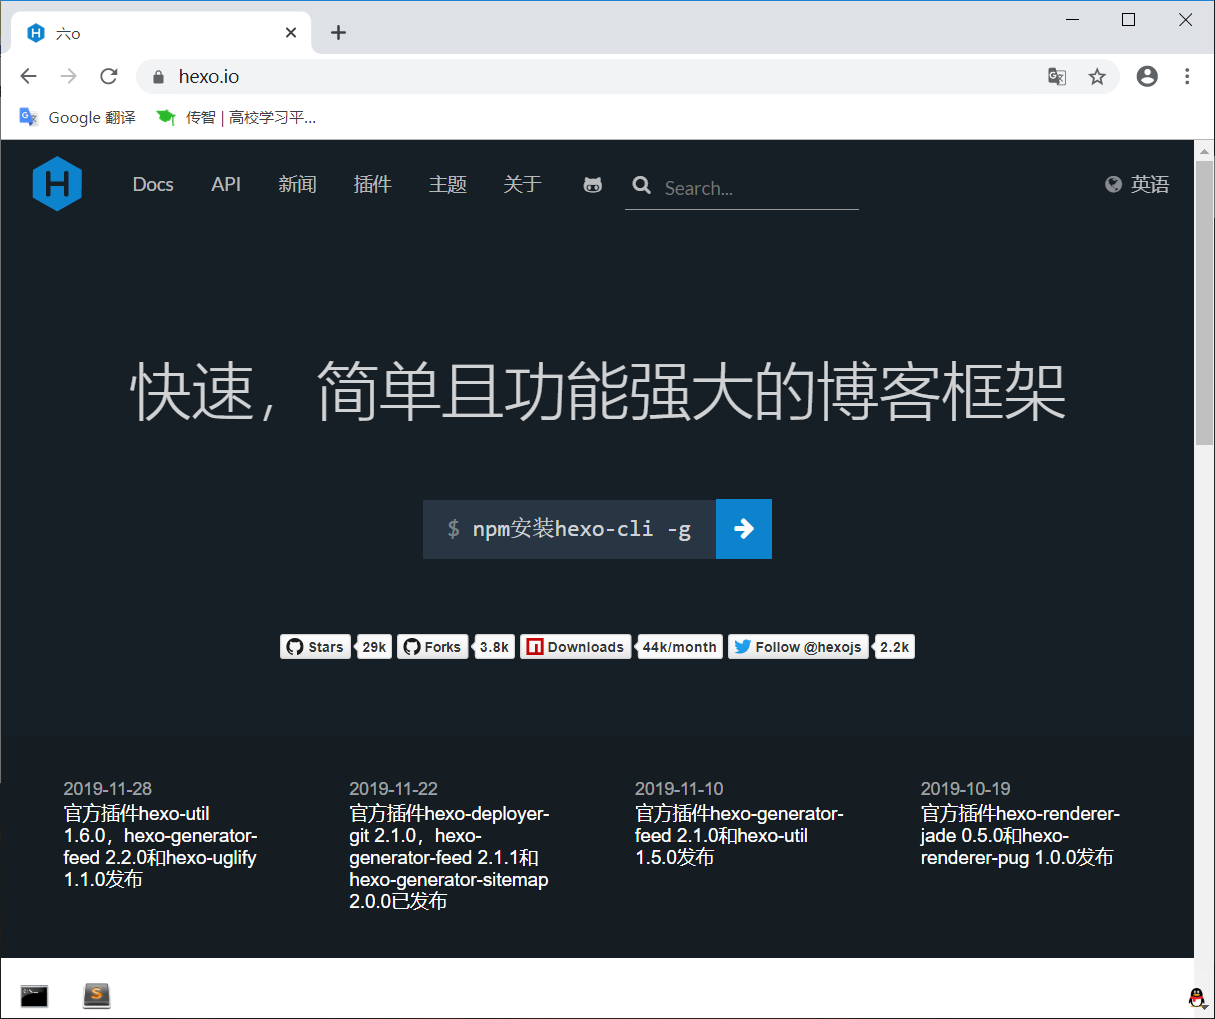 六o
hexo.io
Google 翻译
传智 | 高校学习平...
H
Docs
API
新闻
插件
主题
关于
Search...
英语
快速，简单且功能强大的博客框架
$ npm安装hexo-cli -g
Stars
29k
Forks
3.8k
Downloads
44k/month
Follow @hexojs
2.2k
2019-11-28
官方插件hexo-util
1.6.0，hexo-generator-
feed 2.2.0和hexo-uglify
1.1.0发布
2019-11-22
官方插件hexo-deployer-
git 2.1.0，hexo-
generator-feed 2.1.1和
hexo-generator-sitemap
2.0.0已发布
2019-11-10
官方插件hexo-generator-
feed 2.1.0和hexo-util
1.5.0发布
2019-10-19
官方插件hexo-renderer-
jade 0.5.0和hexo-
renderer-pug 1.0.0发布